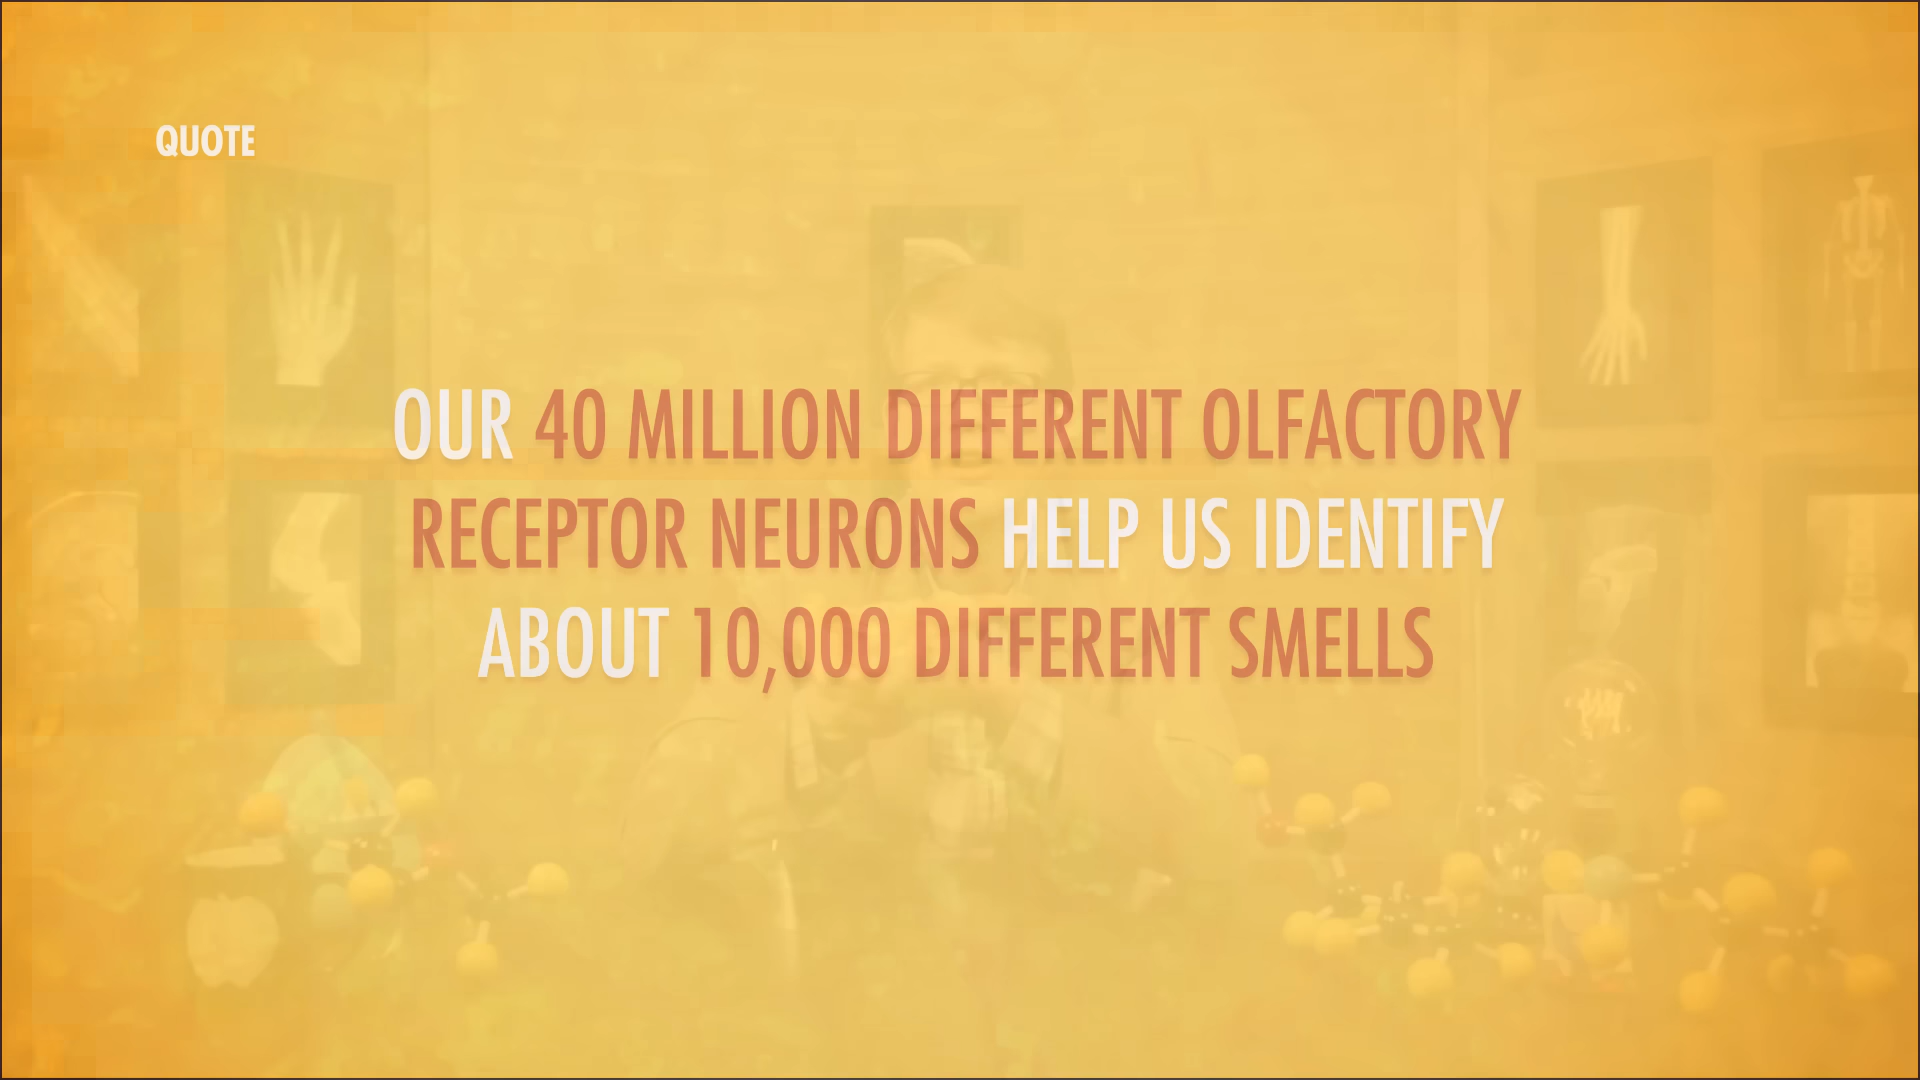 QUOTE
OUR 40 MILLION DIFFERENT OLFACTORY
RECEPTOR NEURONS HELP US IDENTIFY
ABOUT 10,000 DIFFERENT SMELLS